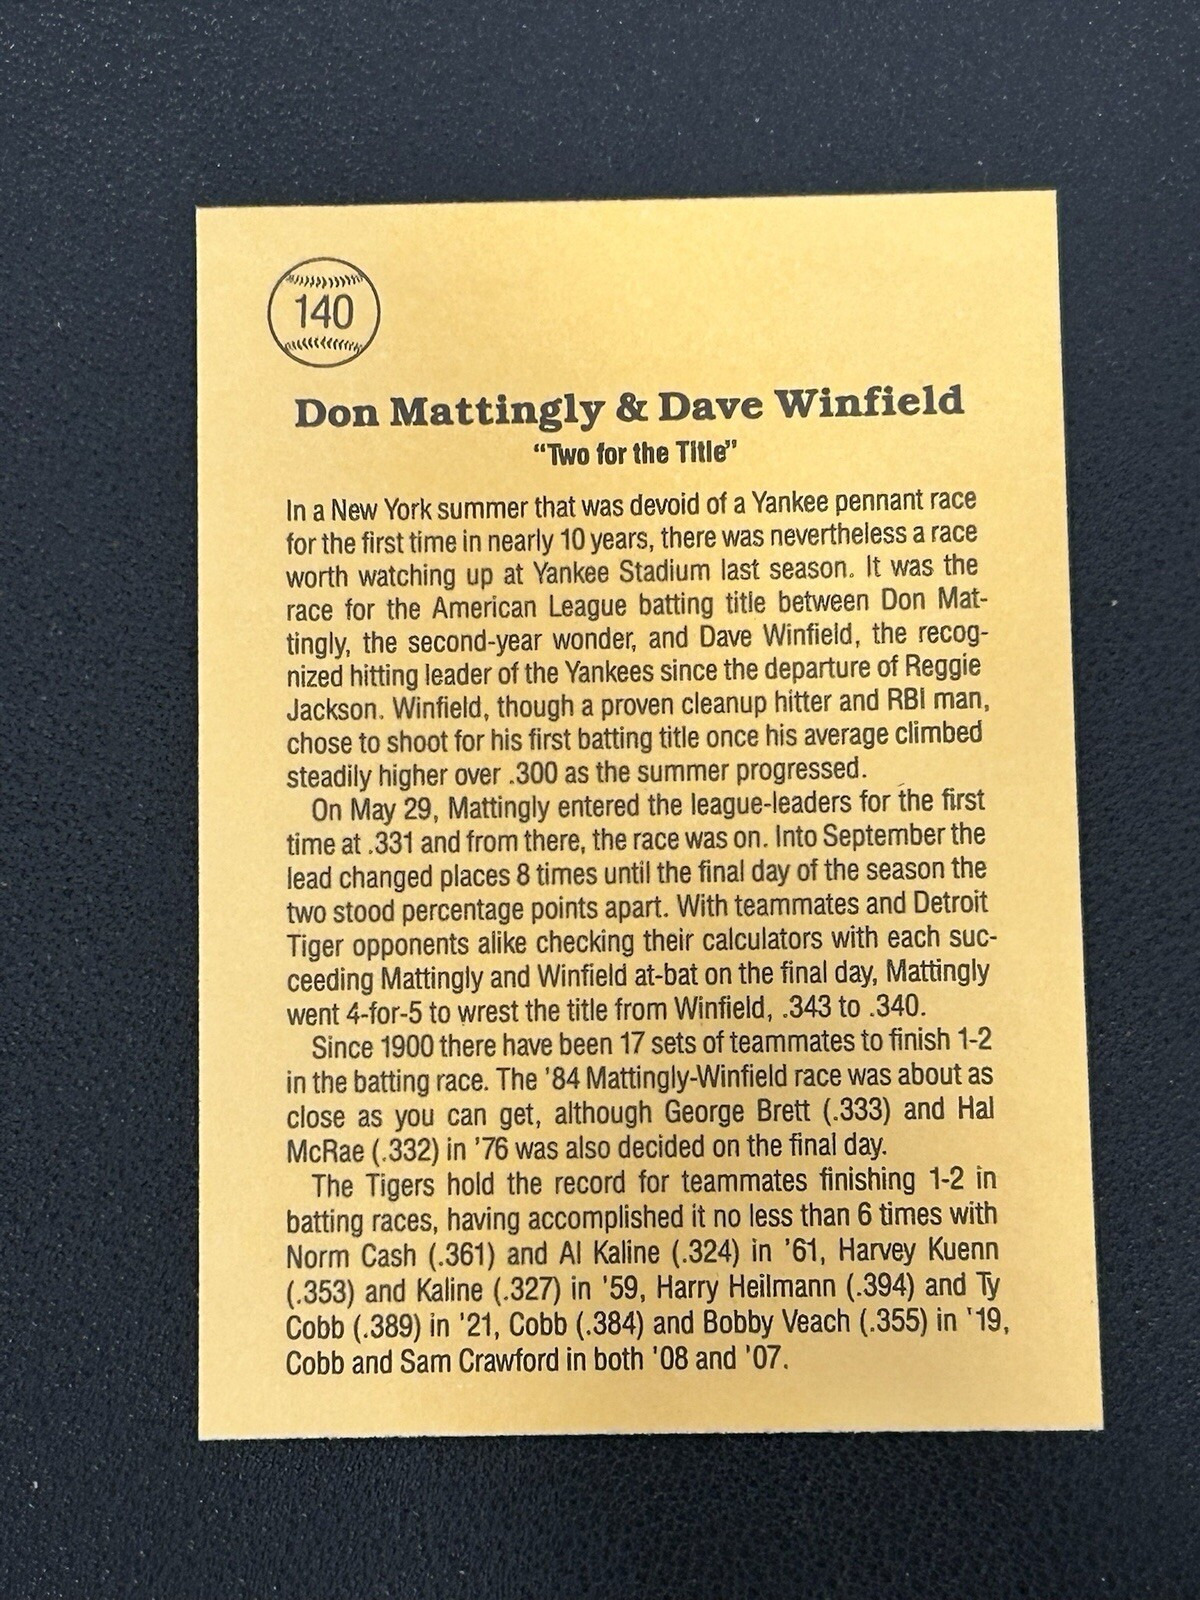 140
Don Mattingly & Dave Winfield
“Two for the Title”
In a New York summer that was devoid of a Yankee pennant race
for the first time in nearly 10 years, there was nevertheless a race
worth watching up at Yankee Stadium last season. It was the
race for the American League batting title between Don Mat-
tingly, the second-year wonder, and Dave Winfield, the recog-
nized hitting leader of the Yankees since the departure of Reggie
Jackson. Winfield, though a proven cleanup hitter and RBI man,
chose to shoot for his first batting title once his average climbed
steadily higher over .300 as the summer progressed.
On May 29, Mattingly entered the league-leaders for the first
time at .331 and from there, the race was on. Into September the
lead changed places 8 times until the final day of the season the
two stood percentage points apart. With teammates and Detroit
Tiger opponents alike checking their calculators with each suc-
ceeding Mattingly and Winfield at-bat on the final day, Mattingly
went 4-for-5 to wrest the title from Winfield, .343 to .340.
Since 1900 there have been 17 sets of teammates to finish 1-2
in the batting race. The '84 Mattingly-Winfield race was about as
close as you can get, although George Brett (.333) and Hal
McRae (.332) in '76 was also decided on the final day.
The Tigers hold the record for teammates finishing 1-2 in
batting races, having accomplished it no less than 6 times with
Norm Cash (.361) and Al Kaline (.324) in '61, Harvey Kuenn
(.353) and Kaline (.327) in '59, Harry Heilmann (.394) and Ty
Cobb (.389) in '21, Cobb (.384) and Bobby Veach (.355) in '19,
Cobb and Sam Crawford in both '08 and '07.